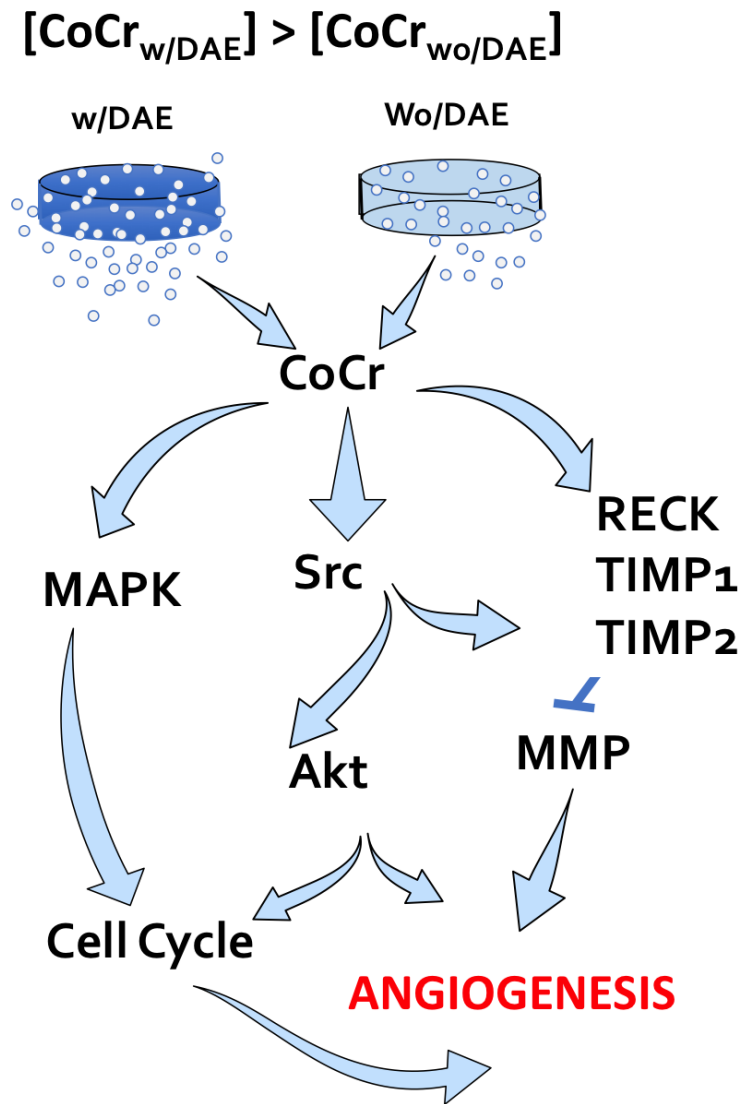 [CoCrw/DAE] > [CoCrwo/DAE]
w/DAE
Wo/DAE
CoCr
MAPK
Src
RECK
TIMP1
TIMP2
Akt
MMP
Cell Cycle
ANGIOGENESIS